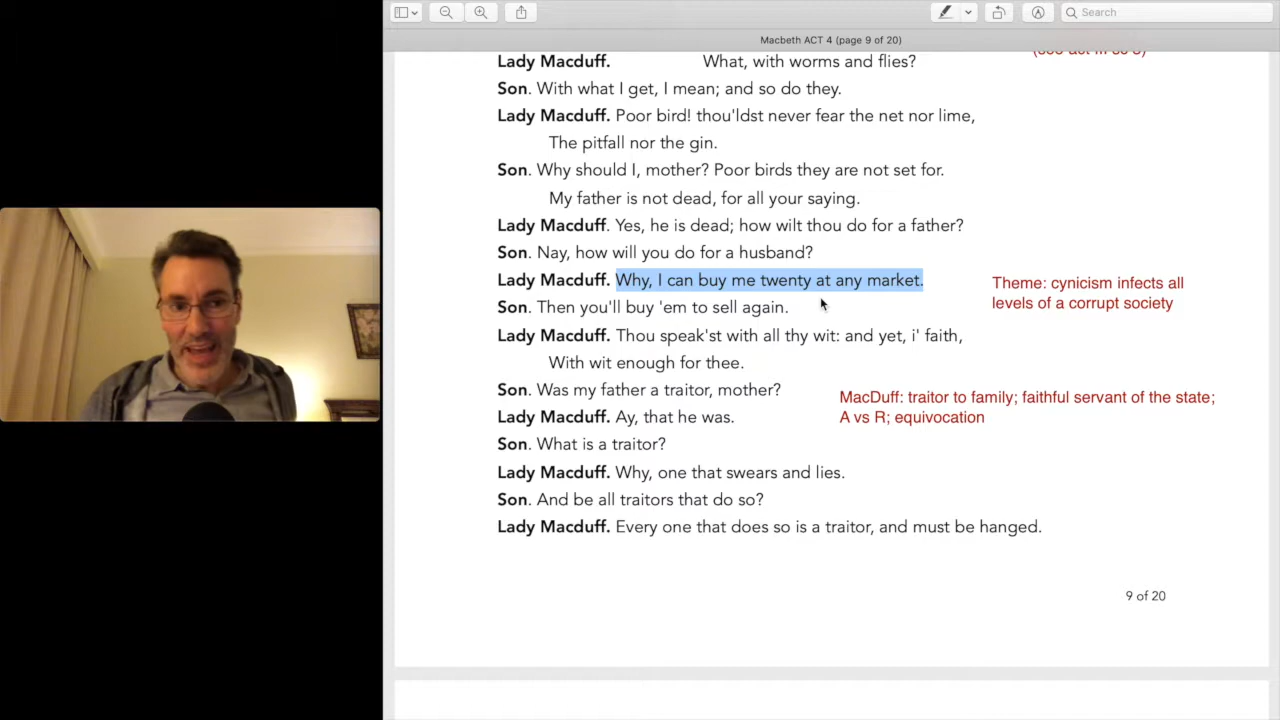 Search
Macbeth ACT 4 (page 9 of 20)
Lady Macduff. What, with worms and flies?
Son. With what I get, I mean; and so do they.
Lady Macduff. Poor bird! thou'ldst never fear the net nor lime,
The pitfall nor the gin.
Son. Why should I, mother? Poor birds they are not set for.
My father is not dead, for all your saying.
Lady Macduff. Yes, he is dead; how wilt thou do for a father?
Son. Nay, how will you do for a husband?
Lady Macduff. Why, I can buy me twenty at any market.
Theme: cynicism infects all
levels of a corrupt society
Son. Then you'll buy 'em to sell again.
Lady Macduff. Thou speak'st with all thy wit: and yet, i' faith,
With wit enough for thee.
Son. Was my father a traitor, mother?
MacDuff: traitor to family; faithful servant of the state;
A vs R; equivocation
Lady Macduff. Ay, that he was.
Son. What is a traitor?
Lady Macduff. Why, one that swears and lies.
Son. And be all traitors that do so?
Lady Macduff. Every one that does so is a traitor, and must be hanged.
9 of 20